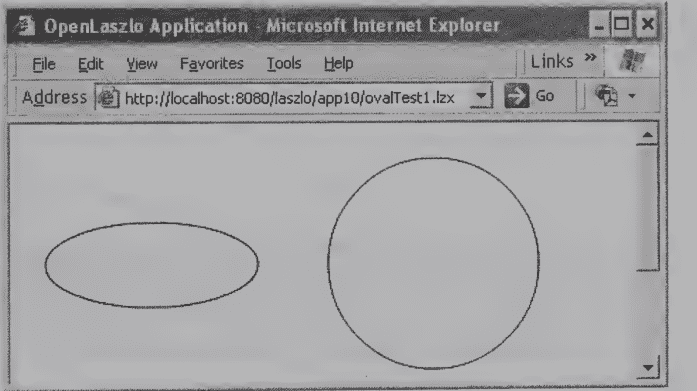 OpenLaszlo Application - Microsoft Internet Explorer
File Edit View Favorites Tools Help Links »
Address http://localhost:8080/laszlo/app10/ovalTest1.lzx Go